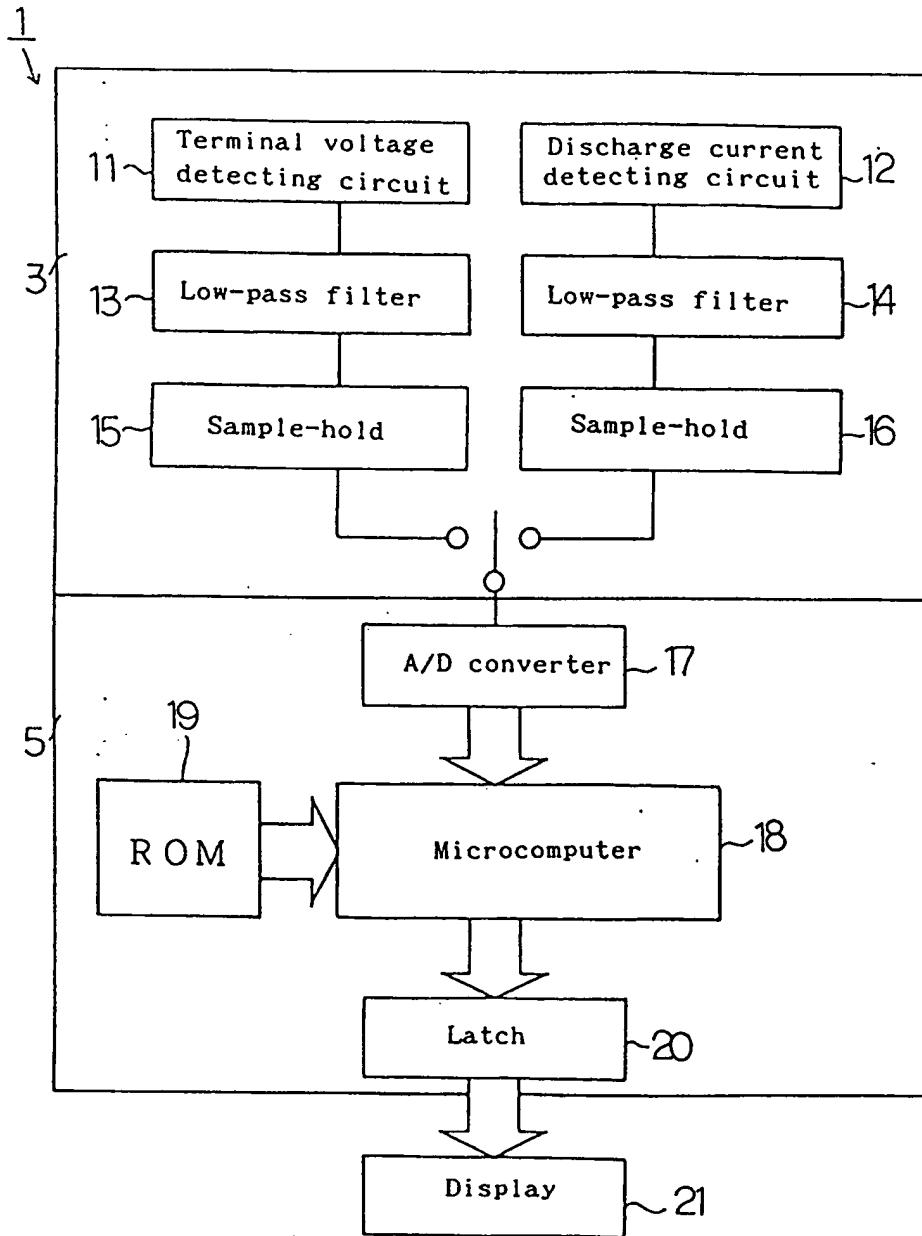 1
Terminal voltage
detecting circuit
11
Discharge current
detecting circuit
12
3
Low-pass filter
13
Low-pass filter
14
Sample-hold
15
Sample-hold
16
A/D converter
17
5
19
ROM
Microcomputer
18
Latch
20
Display
21